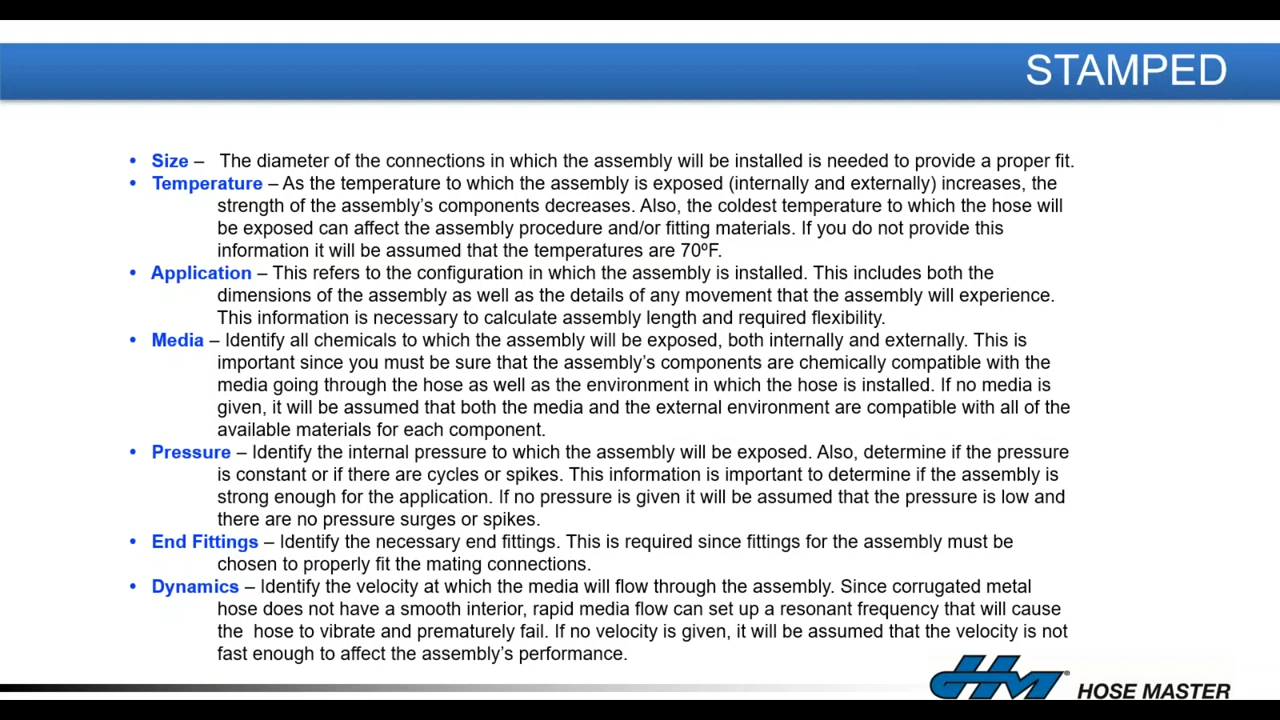 STAMPED
• Size – The diameter of the connections in which the assembly will be installed is needed to provide a proper fit.
• Temperature – As the temperature to which the assembly is exposed (internally and externally) increases, the
strength of the assembly's components decreases. Also, the coldest temperature to which the hose will
be exposed can affect the assembly procedure and/or fitting materials. If you do not provide this
information it will be assumed that the temperatures are 70ºF.
• Application – This refers to the configuration in which the assembly is installed. This includes both the
dimensions of the assembly as well as the details of any movement that the assembly will experience.
This information is necessary to calculate assembly length and required flexibility.
• Media – Identify all chemicals to which the assembly will be exposed, both internally and externally. This is
important since you must be sure that the assembly's components are chemically compatible with the
media going through the hose as well as the environment in which the hose is installed. If no media is
given, it will be assumed that both the media and the external environment are compatible with all of the
available materials for each component.
• Pressure – Identify the internal pressure to which the assembly will be exposed. Also, determine if the pressure
is constant or if there are cycles or spikes. This information is important to determine if the assembly is
strong enough for the application. If no pressure is given it will be assumed that the pressure is low and
there are no pressure surges or spikes.
• End Fittings – Identify the necessary end fittings. This is required since fittings for the assembly must be
chosen to properly fit the mating connections.
• Dynamics – Identify the velocity at which the media will flow through the assembly. Since corrugated metal
hose does not have a smooth interior, rapid media flow can set up a resonant frequency that will cause
the hose to vibrate and prematurely fail. If no velocity is given, it will be assumed that the velocity is not
fast enough to affect the assembly's performance.
HM® HOSE MASTER